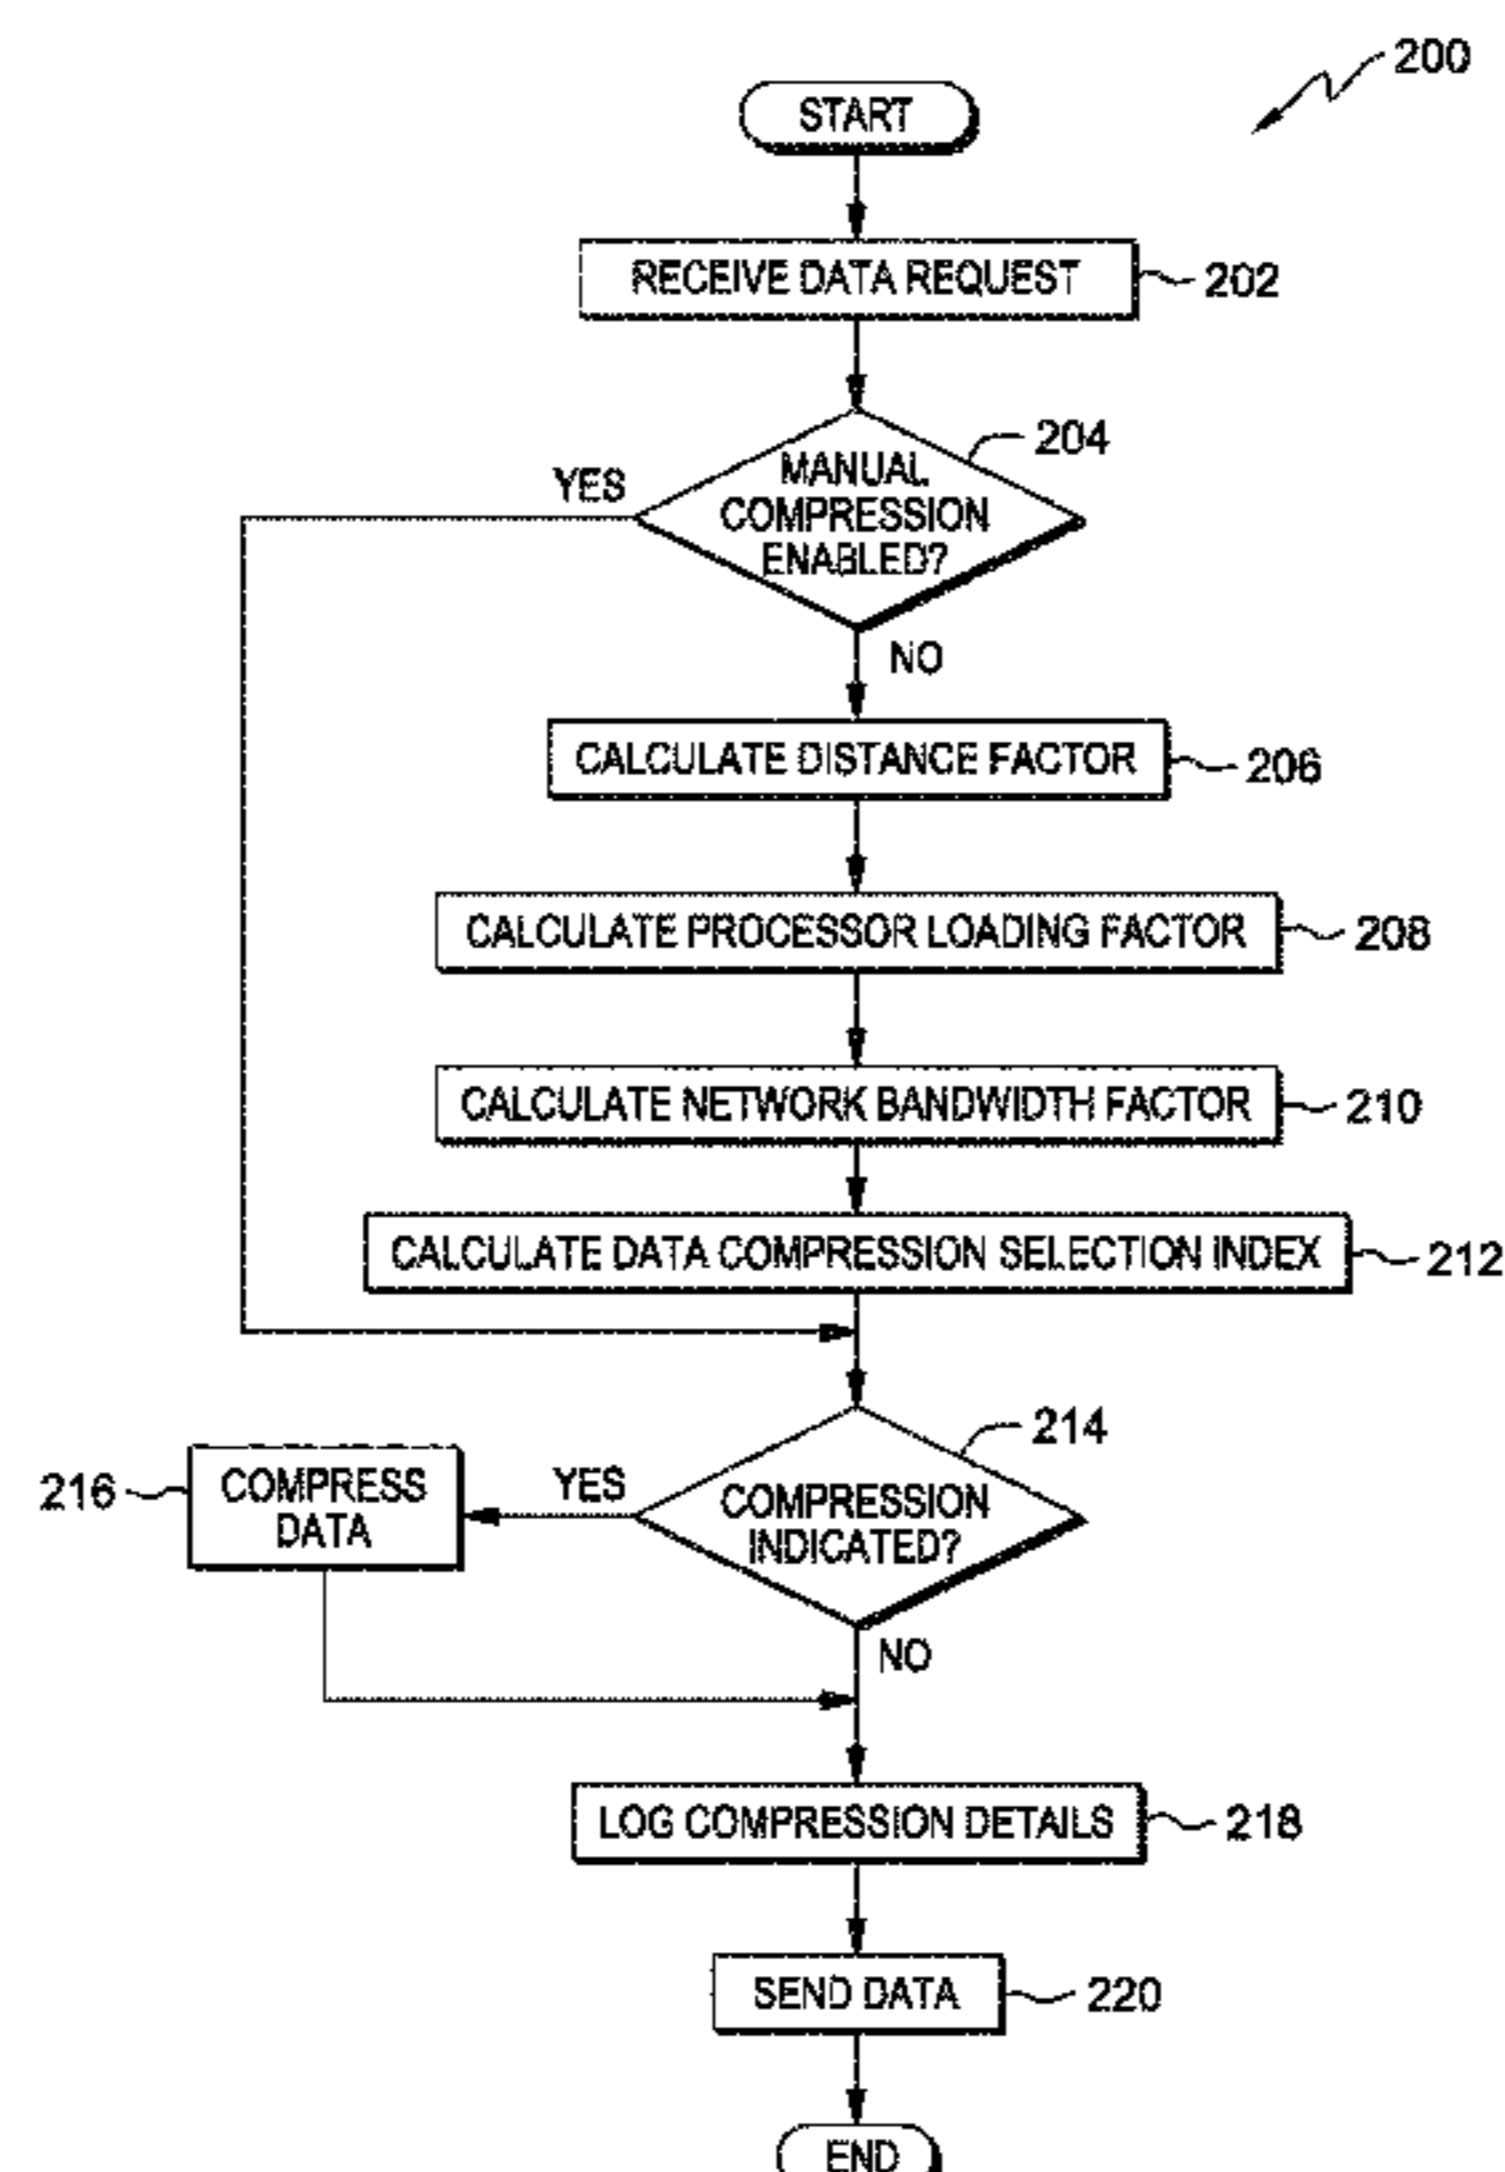 200
START
RECEIVE DATA REQUEST
202
204
MANUAL
COMPRESSION
ENABLED?
YES
NO
CALCULATE DISTANCE FACTOR
206
CALCULATE PROCESSOR LOADING FACTOR
208
CALCULATE NETWORK BANDWIDTH FACTOR
210
CALCULATE DATA COMPRESSION SELECTION INDEX
212
214
216
COMPRESS
DATA
YES
COMPRESSION
INDICATED?
NO
LOG COMPRESSION DETAILS
218
SEND DATA
220
END